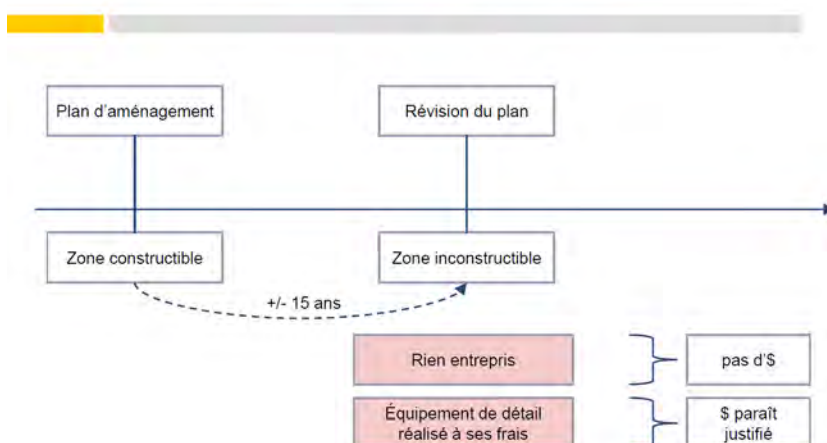 Plan d'aménagement
Révision du plan
Zone constructible
Zone inconstructible
+/- 15 ans
Rien entrepris
pas d'$
Équipement de détail
réalisé à ses frais
$ paraît
justifié